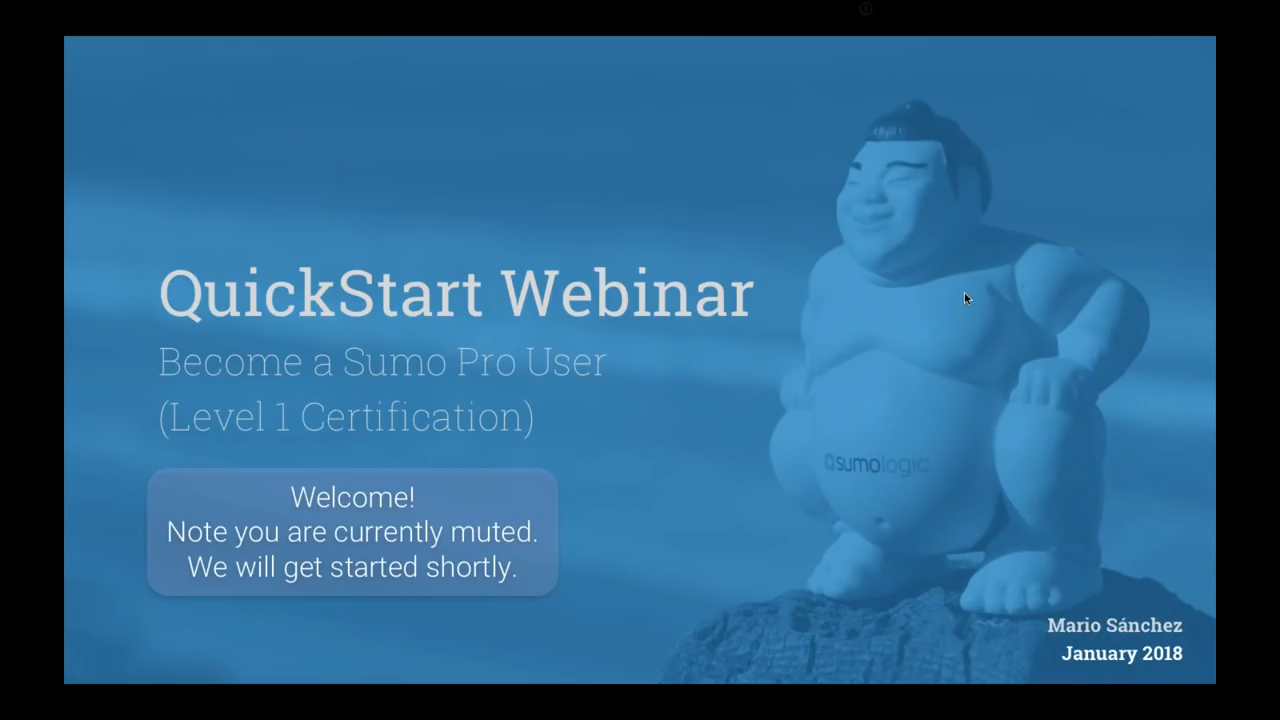 QuickStart Webinar
Become a Sumo Pro User
(Level 1 Certification)
Welcome!
Note you are currently muted.
We will get started shortly.
sumologic
Mario Sánchez
January 2018